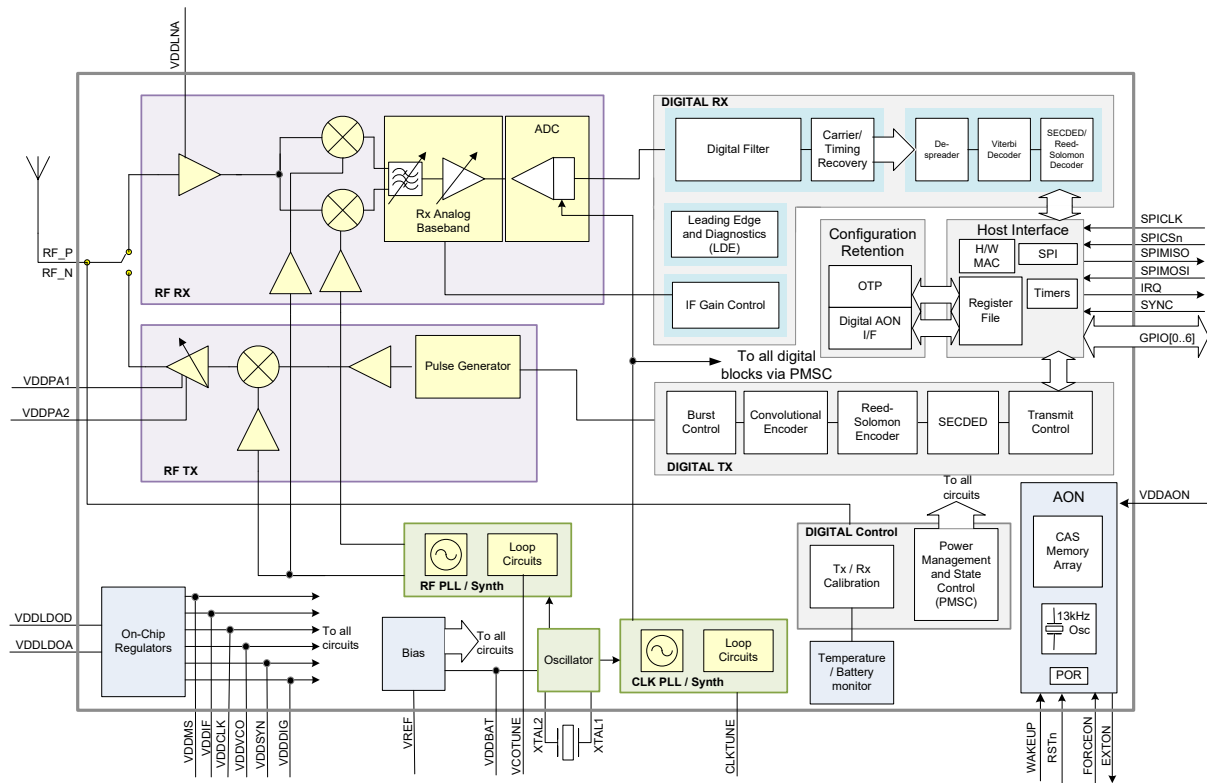 VDDLNA
DIGITAL RX
ADC
Digital Filter
Carrier/
Timing
Recovery
De-
spreader
Viterbi
Decoder
SECDED/
Reed-
Solomon
Decoder
Rx Analog
Baseband
RF_P
RF_N
RF RX
Leading Edge
and Diagnostics
(LDE)
IF Gain Control
Configuration
Retention
OTP
Digital AON
I/F
Host Interface
H/W
MAC
SPI
Register
File
Timers
SPICLK
SPICSn
SPIMISO
SPIMOSI
IRQ
SYNC
GPIO[0..6]
To all digital
blocks via PMSC
Pulse Generator
VDDPA1
VDDPA2
RF TX
Burst
Control
Convolutional
Encoder
Reed-
Solomon
Encoder
SECDED
Transmit
Control
DIGITAL TX
To all
circuits
AON
VDDAON
CAS
Memory
Array
13kHz
Osc
POR
DIGITAL Control
Tx / Rx
Calibration
Power
Management
and State
Control
(PMSC)
Temperature
/ Battery
monitor
Loop
Circuits
RF PLL / Synth
VDDLDOD
VDDLDOA
On-Chip
Regulators
To all
circuits
Bias
To all
circuits
Oscillator
Loop
Circuits
CLK PLL / Synth
VDDMS
VDDIF
VDDCLK
VDDVCO
VDDSYN
VDDDIG
VREF
VDDBAT
VCOTUNE
XTAL2
XTAL1
CLKTUNE
WAKEUP
RSTn
FORCEON
EXTON